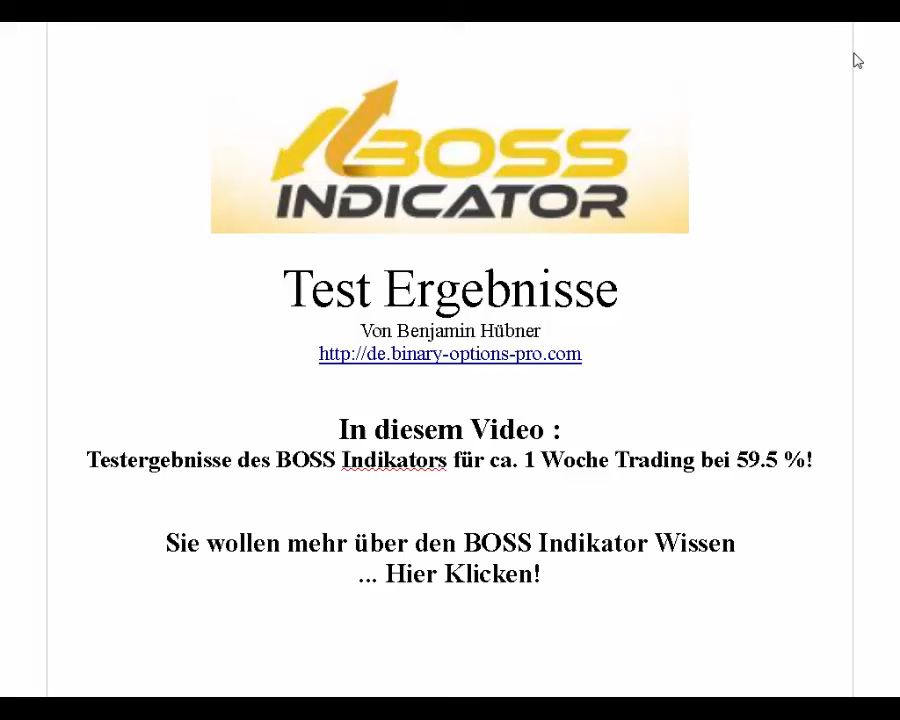 BOSS
INDICATOR
Test Ergebnisse
Von Benjamin Hübner
http://de.binary-options-pro.com
In diesem Video :
Testergebnisse des BOSS Indikators für ca. 1 Woche Trading bei 59.5 %!
Sie wollen mehr über den BOSS Indikator Wissen
... Hier Klicken!